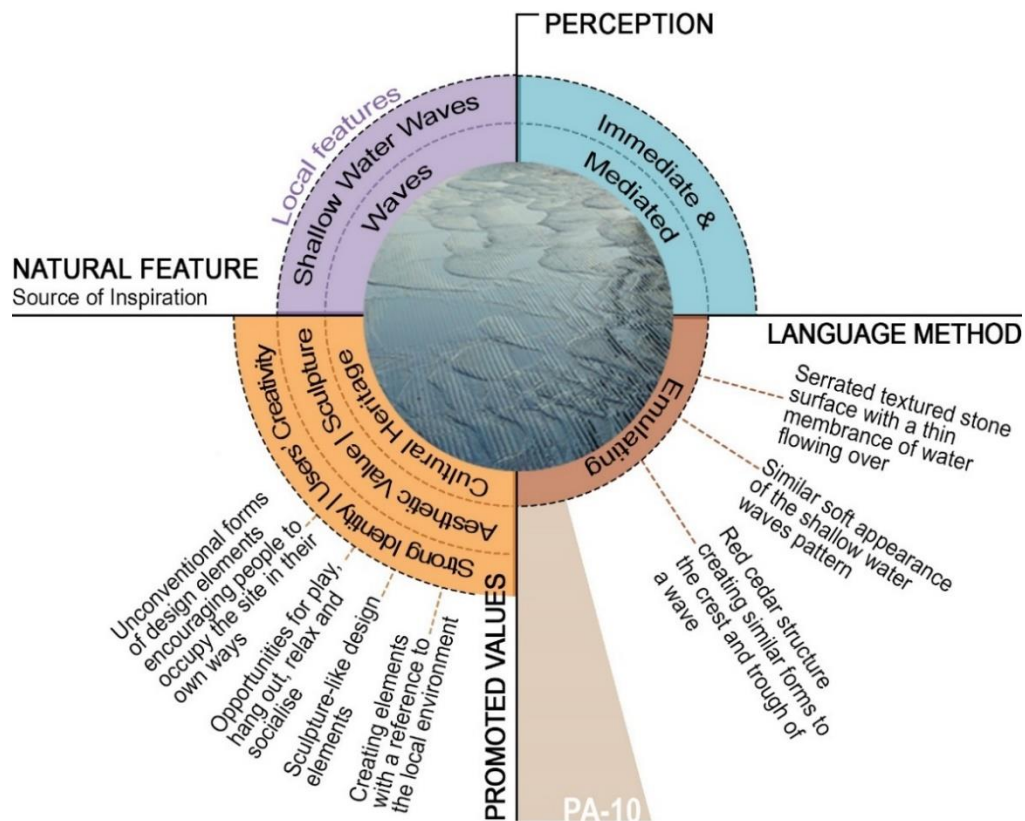 PERCEPTION
Local features
Shallow Water Waves
Waves
Immediate &
Mediated
NATURAL FEATURE
Source of Inspiration
LANGUAGE METHOD
Emulating
Serrated textured stone
surface with a thin
membrance of water
flowing over
Similar soft appearance
of the shallow water
waves pattern
Red cedar structure
creating similar forms to
the crest and trough of
a wave
Cultural Heritage
Aesthetic Value | Sculpture
Strong Identity | Users' Creativity
Unconventional forms
of design elements
encouraging people to
occupy the site in their
own ways
Opportunities for play,
hang out, relax and
socialise
Sculpture-like design
elements
Creating elements
with a reference to
the local environment
PROMOTED VALUES
PA-10